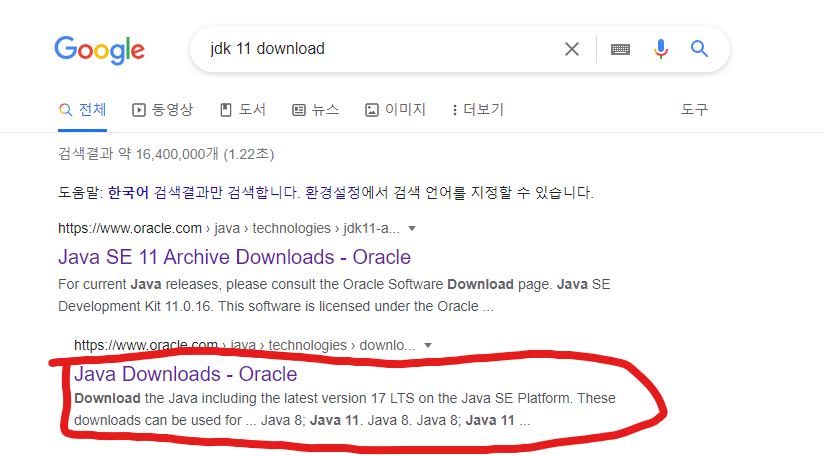 Google
jdk 11 download
전체 동영상 도서 뉴스 이미지 더보기 도구
검색결과 약 16,400,000개 (1.22초)
도움말: 한국어 검색결과만 검색합니다. 환경설정에서 검색 언어를 지정할 수 있습니다.
https://www.oracle.com › java › technologies › jdk11-a...
Java SE 11 Archive Downloads - Oracle
For current Java releases, please consult the Oracle Software Download page. Java SE
Development Kit 11.0.16. This software is licensed under the Oracle ...
https://www.oracle.com › java › technologies › downlo...
Java Downloads - Oracle
Download the Java including the latest version 17 LTS on the Java SE Platform. These
downloads can be used for ... Java 8; Java 11. Java 8. Java 8; Java 11 ...